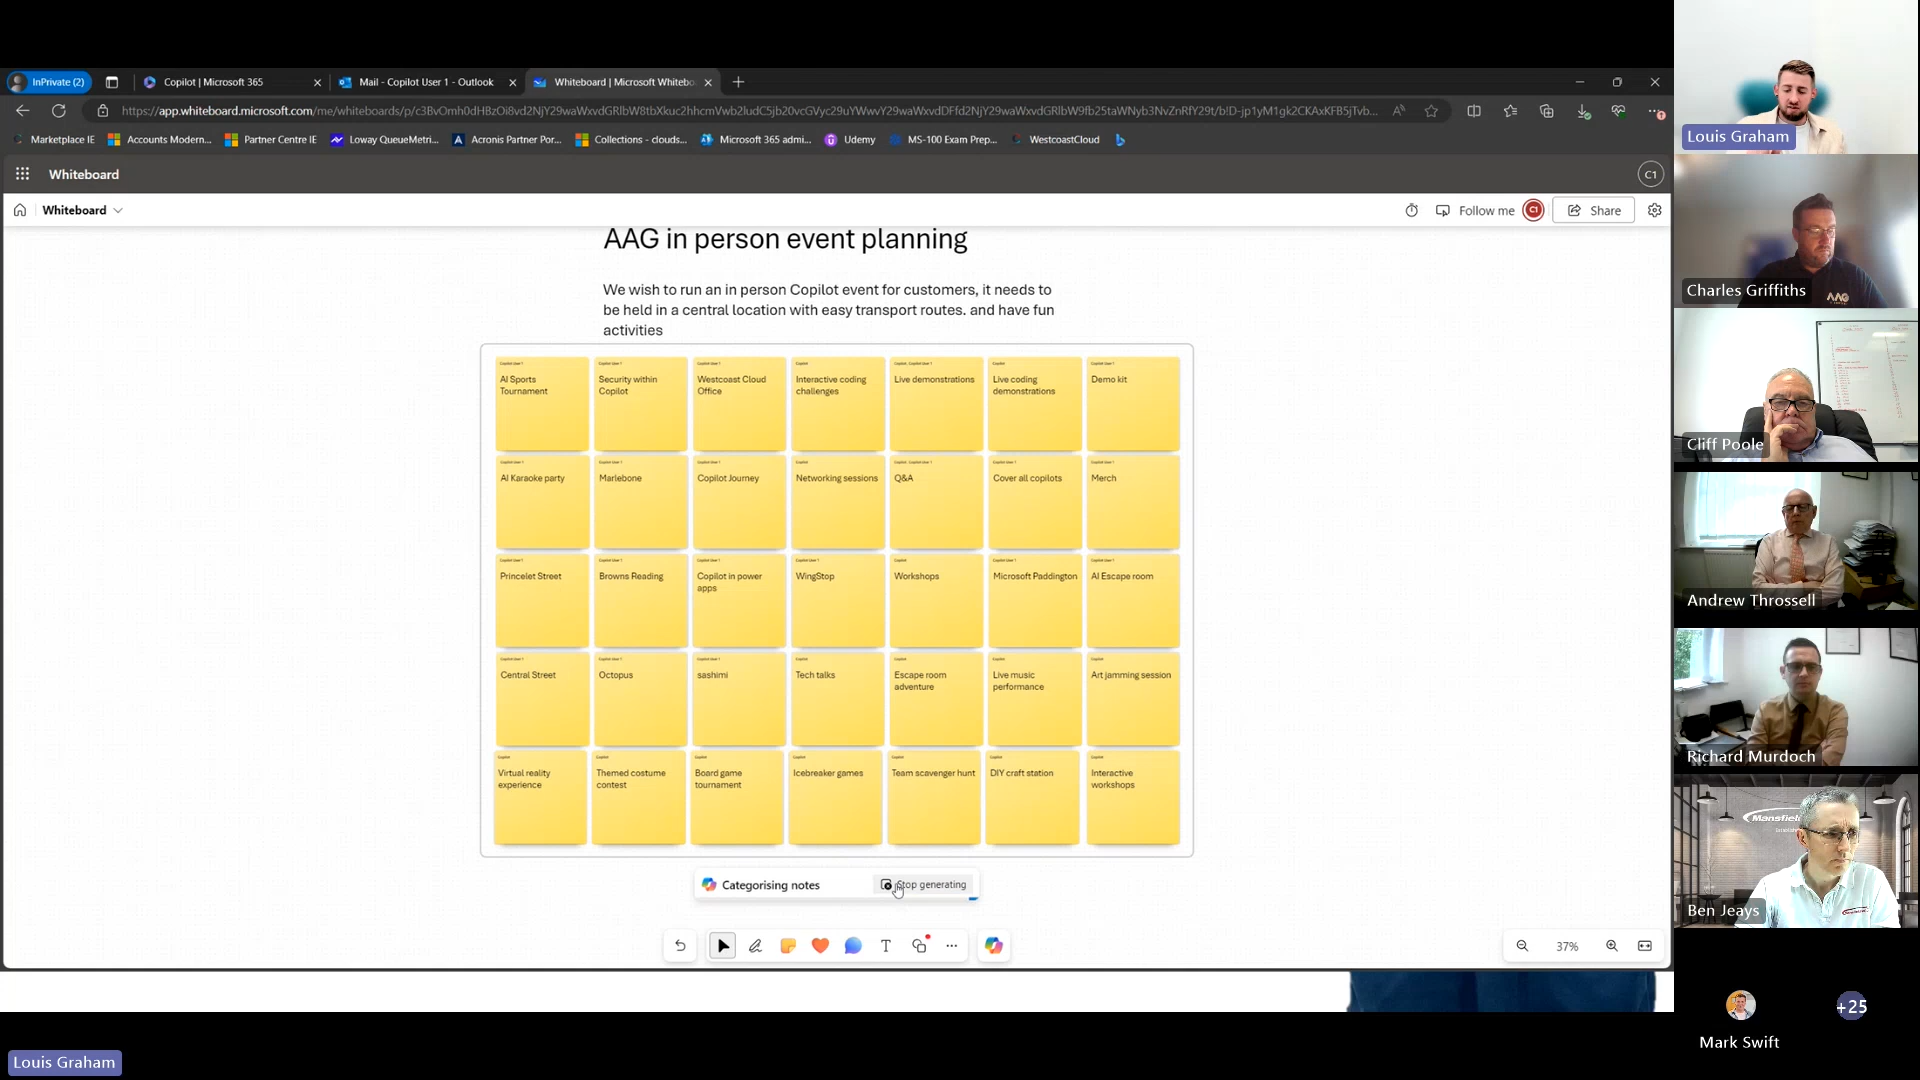 InPrivate (2)
Copilot | Microsoft 365
Mail - Copilot User 1 - Outlook
Whiteboard | Microsoft Whitebo
Marketplace IE
Accounts Modern...
Partner Centre IE
Loway QueueMetri...
Acronis Partner Por...
Collections - clouds...
Microsoft 365 admi...
Udemy
MS-100 Exam Prep...
WestcoastCloud
Whiteboard
C1
Whiteboard
Follow me
C1
Share
AAG in person event planning
We wish to run an in person Copilot event for customers, it needs to
be held in a central location with easy transport routes. and have fun
activities
AI Sports
Tournament
Security within
Copilot
Westcoast Cloud
Office
Interactive coding
challenges
Live demonstrations
Live coding
demonstrations
Demo kit
AI Karaoke party
Marlebone
Copilot Journey
Networking sessions
Q&A
Cover all copilots
Merch
Princelet Street
Browns Reading
Copilot in power
apps
WingStop
Workshops
Microsoft Paddington
AI Escape room
Central Street
Octopus
sashimi
Tech talks
Escape room
adventure
Live music
performance
Art jamming session
Virtual reality
experience
Themed costume
contest
Board game
tournament
Icebreaker games
Team scavenger hunt
DIY craft station
Interactive
workshops
Categorising notes
Stop generating
37%
Louis Graham
Charles Griffiths
AAG
Cliff Poole
Andrew Throssell
Richard Murdoch
Mansfield
Ben Jeays
Mark Swift
+25
Louis Graham